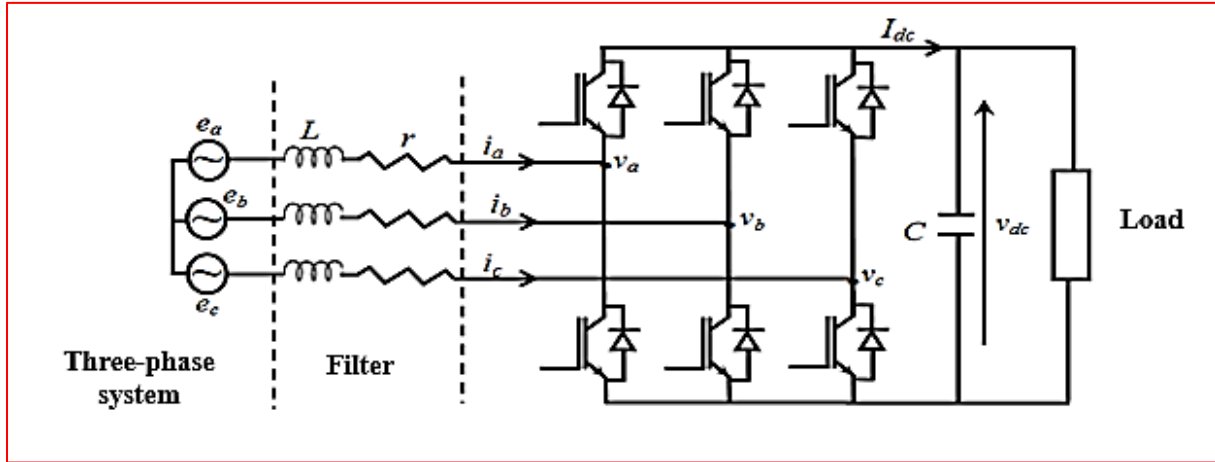 I_dc
e_a
L
r
i_a
v_a
e_b
i_b
v_b
C
v_dc
Load
e_c
i_c
v_c
Three-phase
system
Filter